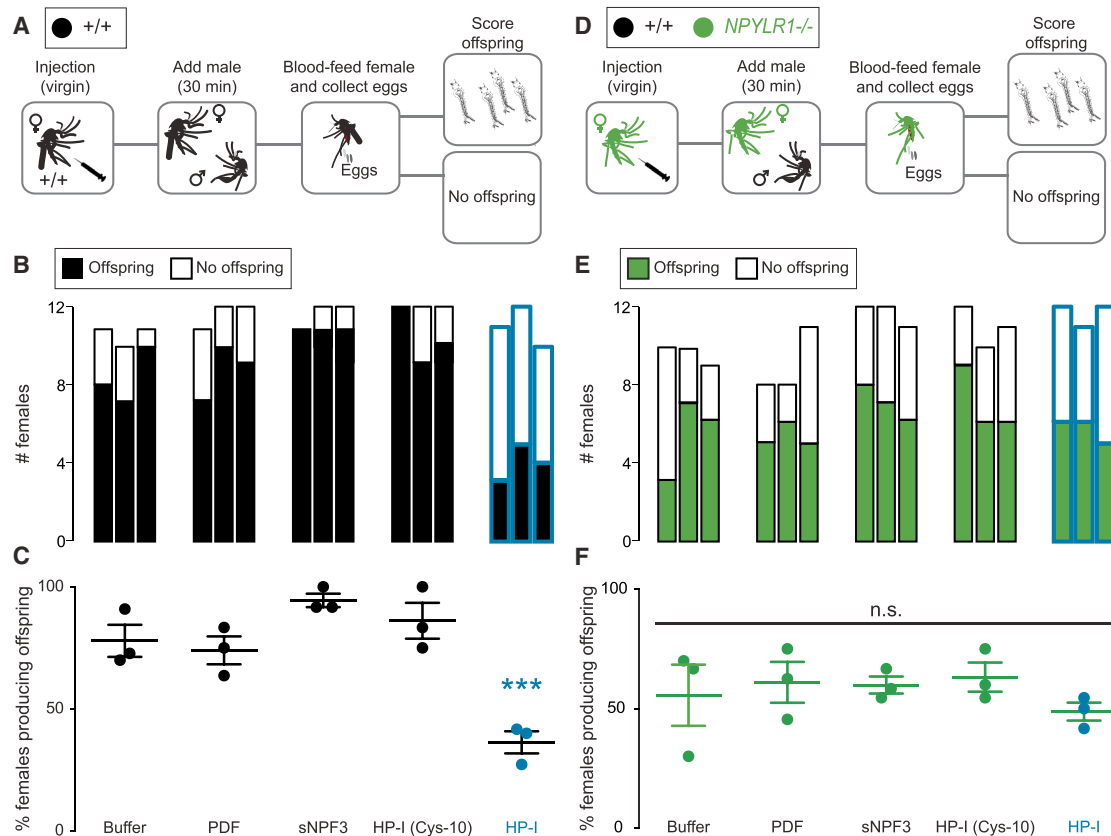 A
+/+
Injection
(virgin)
♀
+/+
Add male
(30 min)
♀
♂
Blood-feed female
and collect eggs
Eggs
Score
offspring
No offspring
D
+/+ NPYLR1-/-
Injection
(virgin)
♀
Add male
(30 min)
♀
♂
Blood-feed female
and collect eggs
Eggs
Score
offspring
No offspring
B
Offspring No offspring
# females
12
8
4
0
E
Offspring No offspring
# females
12
8
4
0
C
% females producing offspring
100
50
0
***
Buffer PDF sNPF3 HP-I (Cys-10) HP-I
F
% females producing offspring
100
50
0
n.s.
Buffer PDF sNPF3 HP-I (Cys-10) HP-I